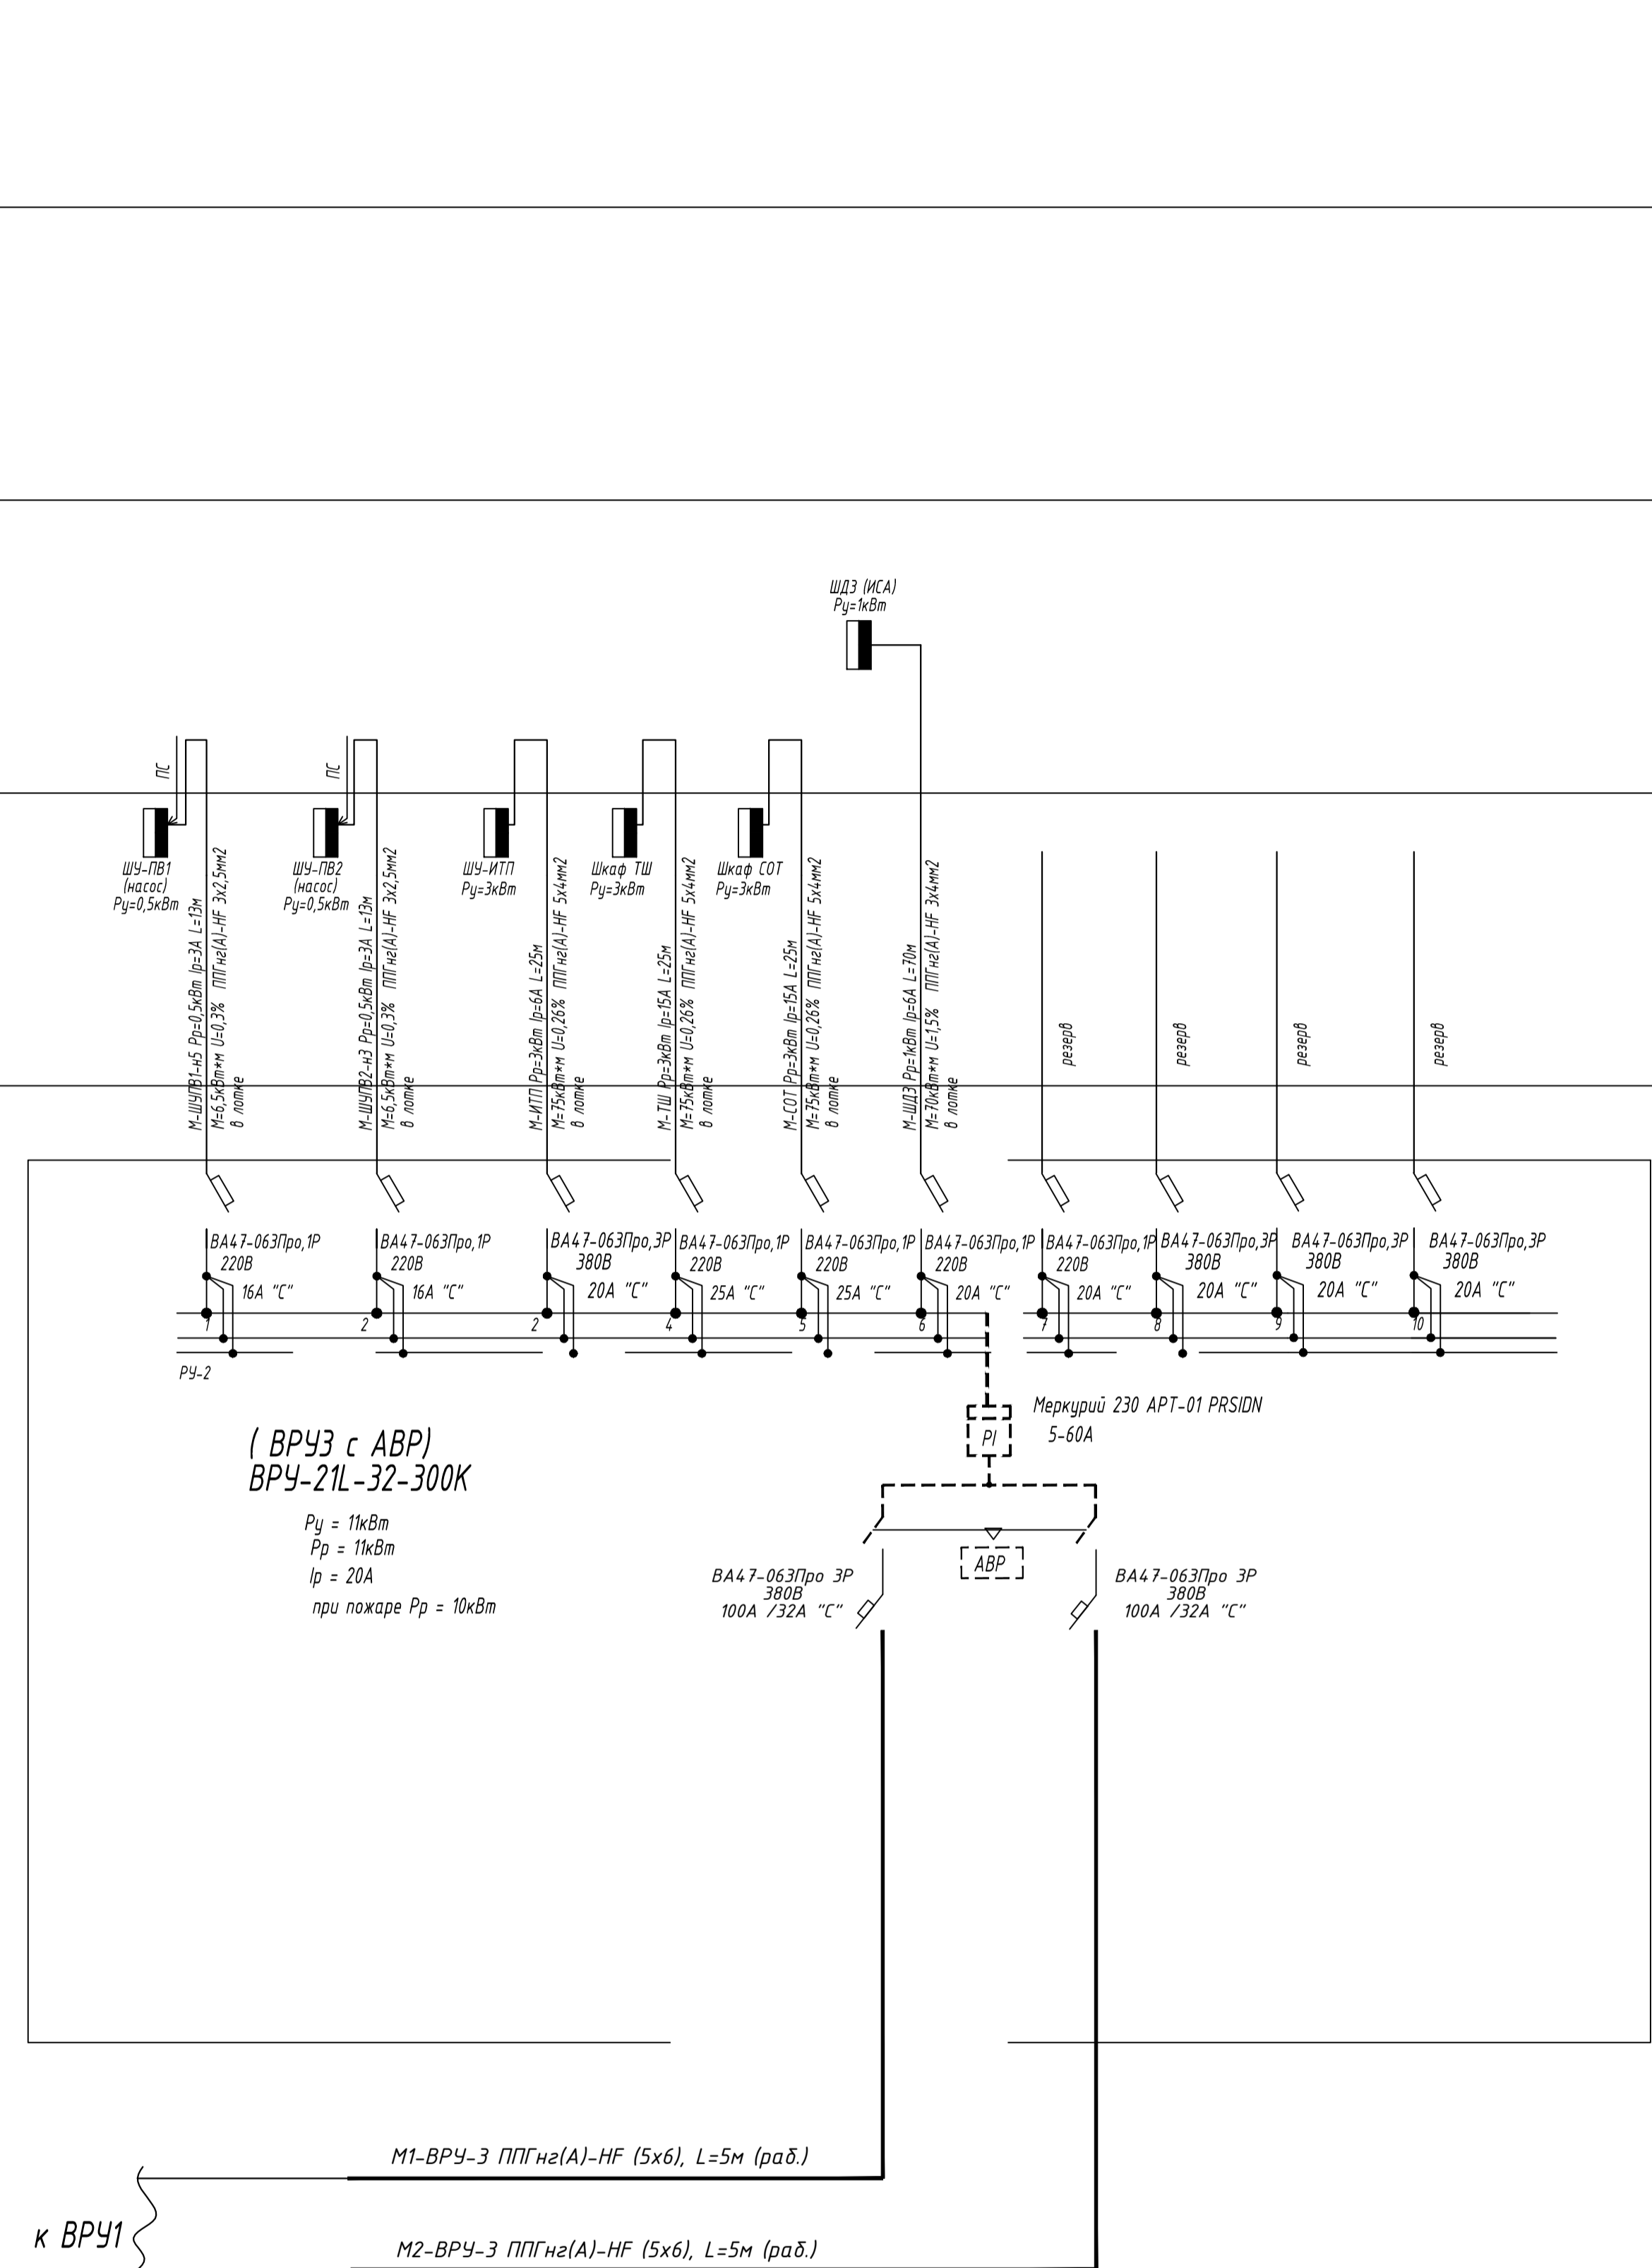 ШДЗ (ИСА)
Ру=1кВт
ПС
ПС
ШУ-ПВ1
(насос)
Ру=0,5кВт
ШУ-ПВ2
(насос)
Ру=0,5кВт
ШУ-ИТП
Ру=3кВт
Шкаф ТШ
Ру=3кВт
Шкаф СОТ
Ру=3кВт
М-ШУПВ1-н5 Рр=0,5кВт Iр=3А L=13м
М=6,5кВт*м U=0,3% ППГнг(А)-HF 3х2,5мм2
в лотке
М-ШУПВ2-н3 Рр=0,5кВт Iр=3А L=13м
М=6,5кВт*м U=0,3% ППГнг(А)-HF 3х2,5мм2
в лотке
М-ИТП Рр=3кВт Iр=6А L=25м
М=75кВт*м U=0,26% ППГнг(А)-HF 5х4мм2
в лотке
М-ТШ Рр=3кВт Iр=15А L=25м
М=75кВт*м U=0,26% ППГнг(А)-HF 5х4мм2
в лотке
М-СОТ Рр=3кВт Iр=15А L=25м
М=75кВт*м U=0,26% ППГнг(А)-HF 5х4мм2
в лотке
М-ШДЗ Рр=1кВт Iр=6А L=70м
М=70кВт*м U=1,5% ППГнг(А)-HF 3х4мм2
в лотке
резерв
резерв
резерв
резерв
ВА47-063Про,1Р
220В
16А "С"
ВА47-063Про,1Р
220В
16А "С"
ВА47-063Про,3Р
380В
20А "С"
ВА47-063Про,1Р
220В
25А "С"
ВА47-063Про,1Р
220В
25А "С"
ВА47-063Про,1Р
220В
20А "С"
ВА47-063Про,1Р
220В
20А "С"
ВА47-063Про,3Р
380В
20А "С"
ВА47-063Про,3Р
380В
20А "С"
ВА47-063Про,3Р
380В
20А "С"
1 2 2 4 5 6 7 8 9 10
РУ-2
Меркурий 230 АРТ-01 PRSIDN
5-60А
PI
( ВРУ3 с АВР)
ВРУ-21L-32-300К
Ру = 11кВт
Рр = 11кВт
Iр = 20А
при пожаре Рр = 10кВт
АВР
ВА47-063Про 3Р
380В
100А /32А "С"
ВА47-063Про 3Р
380В
100А /32А "С"
М1-ВРУ-3 ППГнг(А)-HF (5х6), L=5м (раб.)
к ВРУ1
М2-ВРУ-3 ППГнг(А)-HF (5х6), L=5м (раб.)